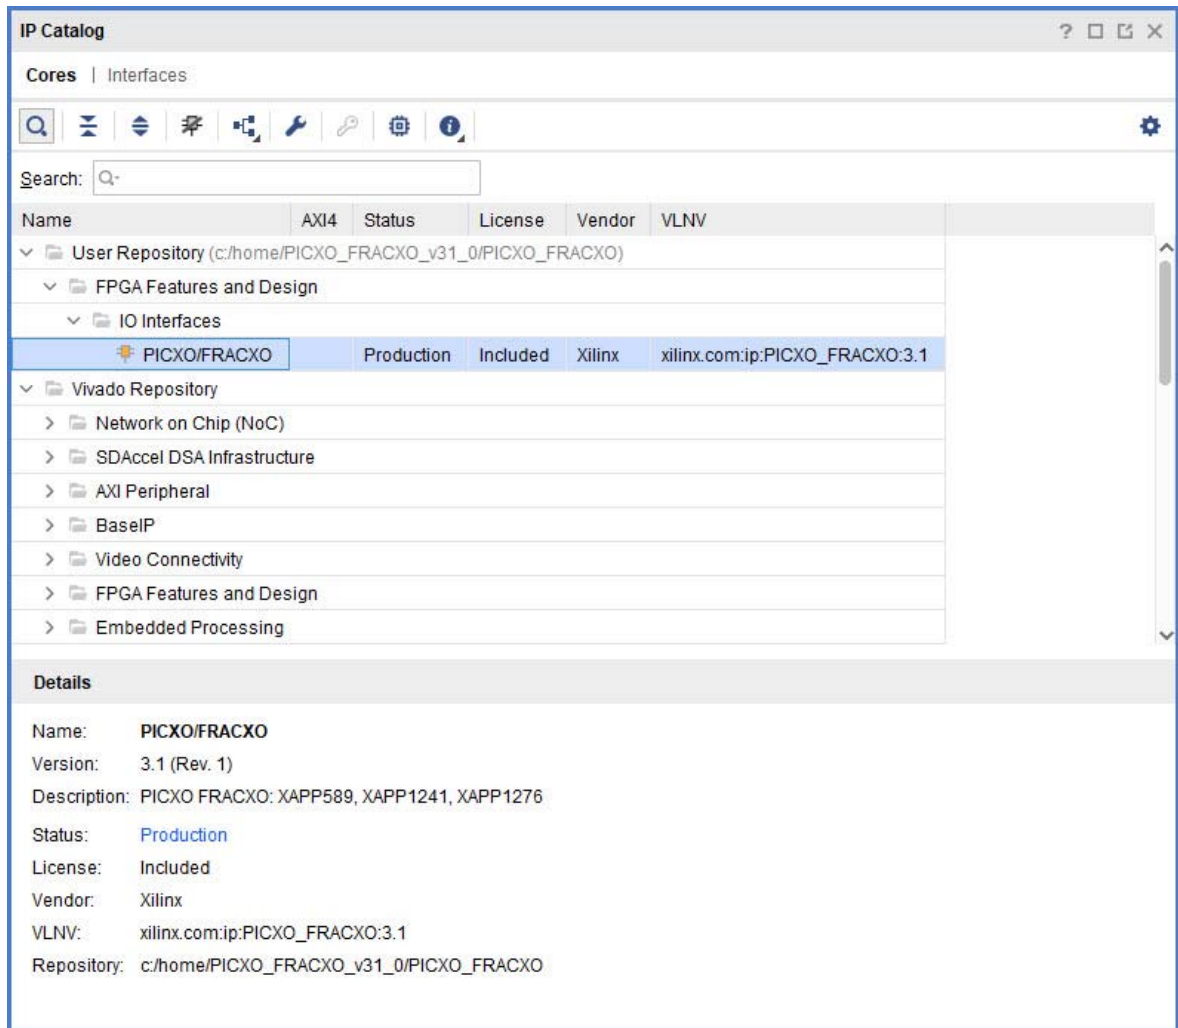 IP Catalog
Cores | Interfaces
Search:
Name AXI4 Status License Vendor VLNV
User Repository (c:/home/PICXO_FRACXO_v31_0/PICXO_FRACXO)
FPGA Features and Design
IO Interfaces
PICXO/FRACXO Production Included Xilinx xilinx.com:ip:PICXO_FRACXO:3.1
Vivado Repository
Network on Chip (NoC)
SDAccel DSA Infrastructure
AXI Peripheral
BaseIP
Video Connectivity
FPGA Features and Design
Embedded Processing
Details
Name: PICXO/FRACXO
Version: 3.1 (Rev. 1)
Description: PICXO FRACXO: XAPP589, XAPP1241, XAPP1276
Status: Production
License: Included
Vendor: Xilinx
VLNV: xilinx.com:ip:PICXO_FRACXO:3.1
Repository: c:/home/PICXO_FRACXO_v31_0/PICXO_FRACXO